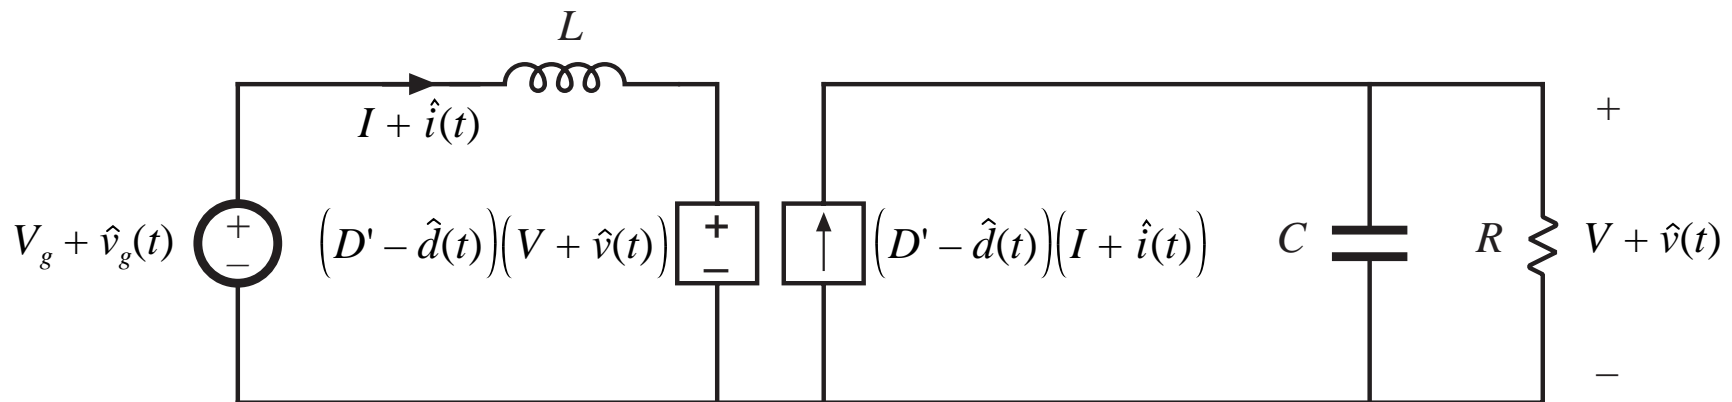 L
I + î(t)
V_g + v̂_g(t)
+
−
(D' − d̂(t))(V + v̂(t))
+
−
(D' − d̂(t))(I + î(t))
C
R
+
V + v̂(t)
−